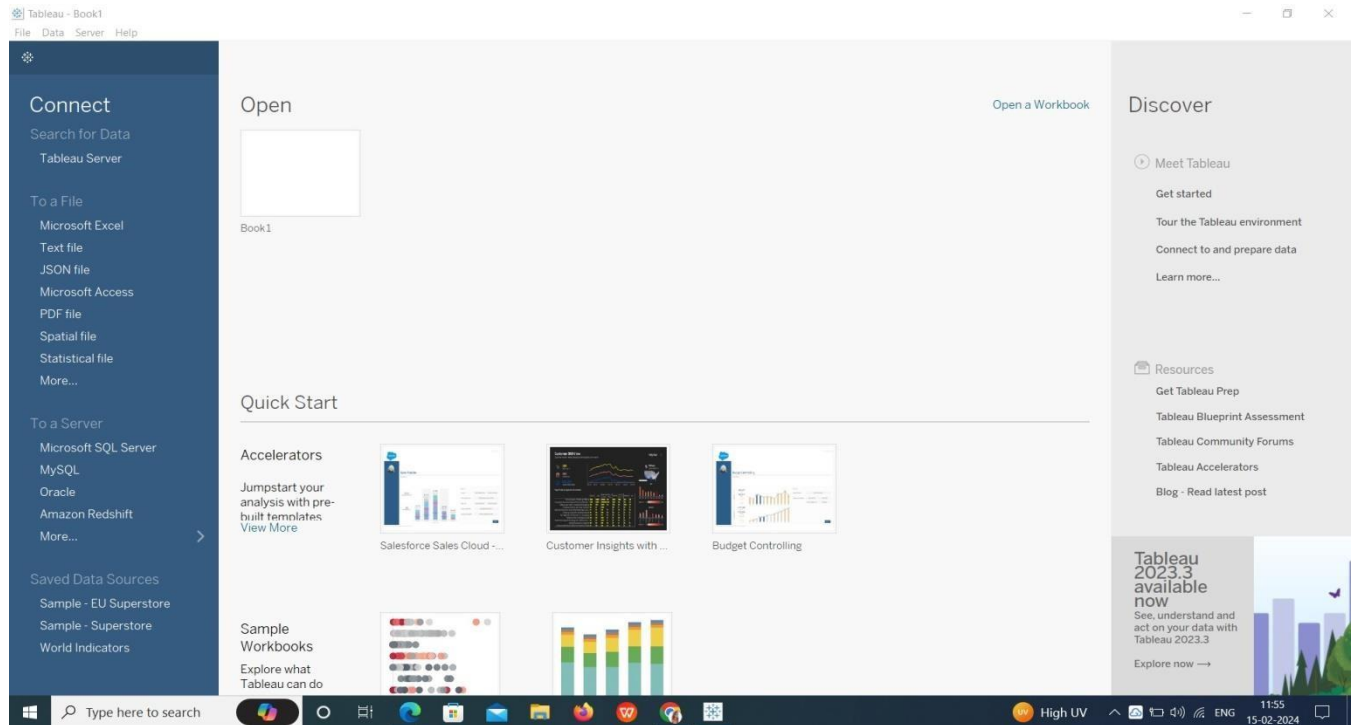 Tableau - Book1
File Data Server Help
Connect
Search for Data
Tableau Server
To a File
Microsoft Excel
Text file
JSON file
Microsoft Access
PDF file
Spatial file
Statistical file
More...
To a Server
Microsoft SQL Server
MySQL
Oracle
Amazon Redshift
More...
Saved Data Sources
Sample - EU Superstore
Sample - Superstore
World Indicators
Open
Open a Workbook
Book1
Quick Start
Accelerators
Jumpstart your
analysis with pre-
built templates
View More
Salesforce Sales Cloud -...
Customer Insights with ...
Budget Controlling
Sample
Workbooks
Explore what
Tableau can do
Discover
Meet Tableau
Get started
Tour the Tableau environment
Connect to and prepare data
Learn more...
Resources
Get Tableau Prep
Tableau Blueprint Assessment
Tableau Community Forums
Tableau Accelerators
Blog - Read latest post
Tableau
2023.3
available
now
See, understand and
act on your data with
Tableau 2023.3
Explore now →
Type here to search
UV
High UV
ENG
11:55
15-02-2024